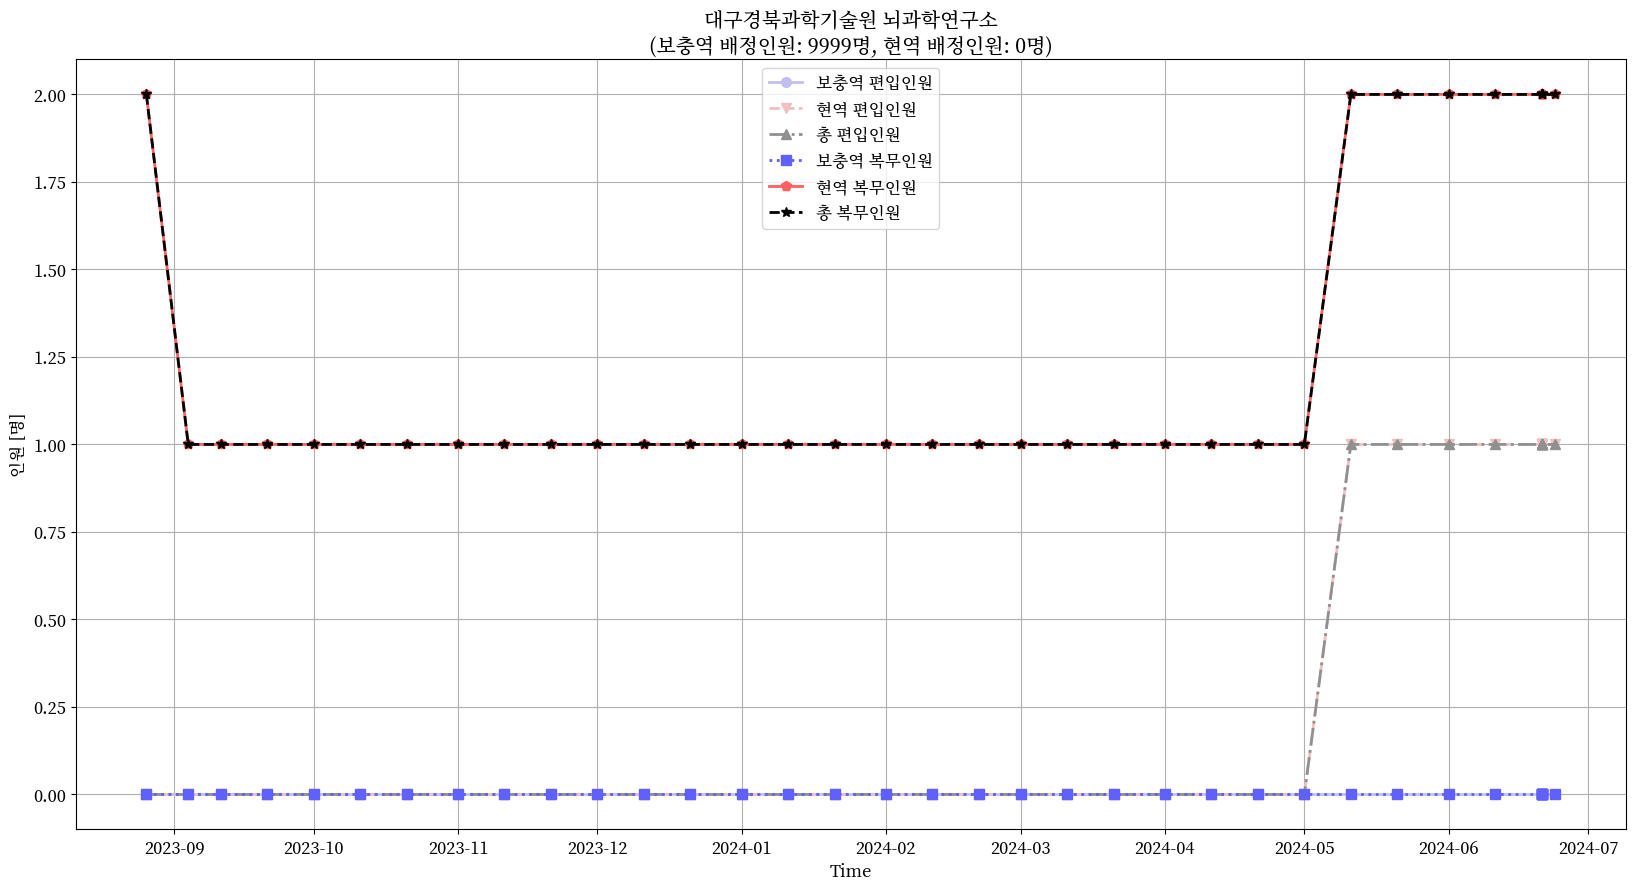 대구경북과학기술원 뇌과학연구소
(보충역 배정인원: 9999명, 현역 배정인원: 0명)
보충역 편입인원
현역 편입인원
총 편입인원
보충역 복무인원
현역 복무인원
총 복무인원
인원 [명]
2.00
1.75
1.50
1.25
1.00
0.75
0.50
0.25
0.00
2023-09 2023-10 2023-11 2023-12 2024-01 2024-02 2024-03 2024-04 2024-05 2024-06 2024-07
Time